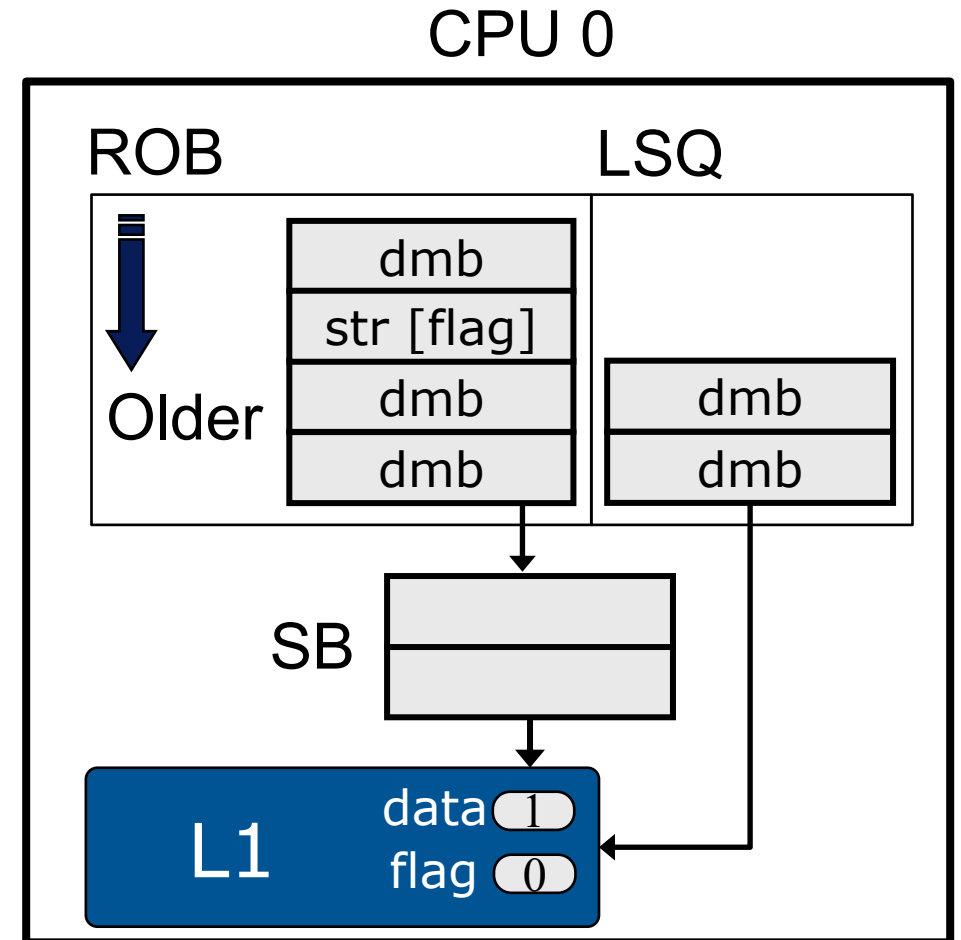 CPU 0
ROB
LSQ
dmb
str [flag]
Older
dmb
dmb
dmb
dmb
SB
L1
data 1
flag 0